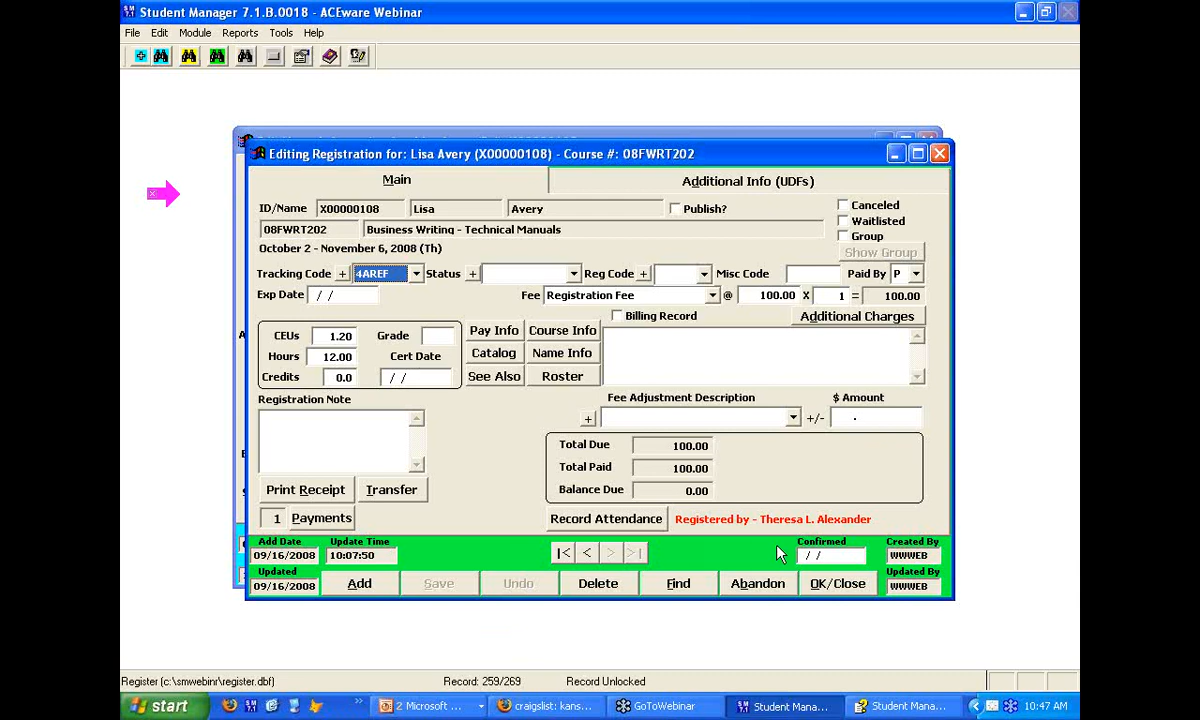 Student Manager 7.1.B.0018 - ACEware Webinar
File Edit Module Reports Tools Help
Editing Registration for: Lisa Avery (X00000108) - Course #: 08FWRT202
Main Additional Info (UDFs)
ID/Name X00000108 Lisa Avery Publish? Canceled
Waitlisted
08FWRT202 Business Writing - Technical Manuals Group
October 2 - November 6, 2008 (Th) Show Group
Tracking Code + 4AREF Status + Reg Code + Misc Code Paid By P
Exp Date / / Fee Registration Fee @ 100.00 X 1 = 100.00
Billing Record Additional Charges
CEUs 1.20 Grade Pay Info Course Info
Hours 12.00 Cert Date Catalog Name Info
Credits 0.0 / / See Also Roster
Registration Note Fee Adjustment Description $ Amount
+ +/- .
Total Due 100.00
Total Paid 100.00
Print Receipt Transfer Balance Due 0.00
1 Payments Record Attendance Registered by - Theresa L. Alexander
Add Date Update Time Confirmed Created By
09/16/2008 10:07:50 |< < > >| / / WWWEB
Updated Updated By
09/16/2008 Add Save Undo Delete Find Abandon OK/Close WWWEB
Register (c:\smwebinr\register.dbf) Record: 259/269 Record Unlocked
start 2 Microsoft ... craigslist: kans... GoToWebinar Student Mana... Student Mana... 10:47 AM